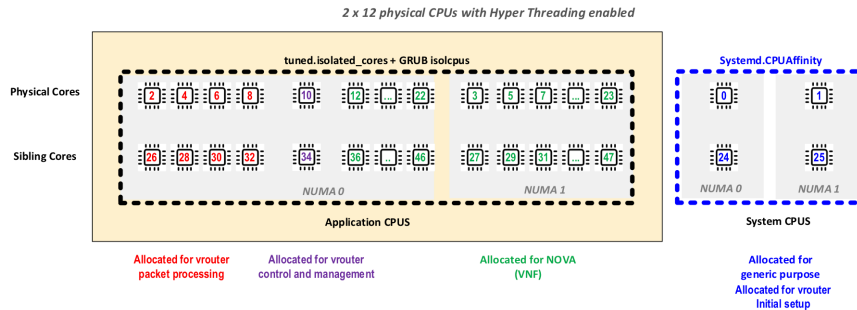 2 x 12 physical CPUs with Hyper Threading enabled
tuned.isolated_cores + GRUB isolcpus
Systemd.CPUAffinity
Physical Cores
2 4 6 8 10 12 ... 22 3 5 7 ... 23 0 1
Sibling Cores
26 28 30 32 34 36 .. 46 27 29 31 ... 47 24 25
NUMA 0 NUMA 1 NUMA 0 NUMA 1
Application CPUS
System CPUS
Allocated for vrouter
packet processing
Allocated for vrouter
control and management
Allocated for NOVA
(VNF)
Allocated for
generic purpose
Allocated for vrouter
Initial setup